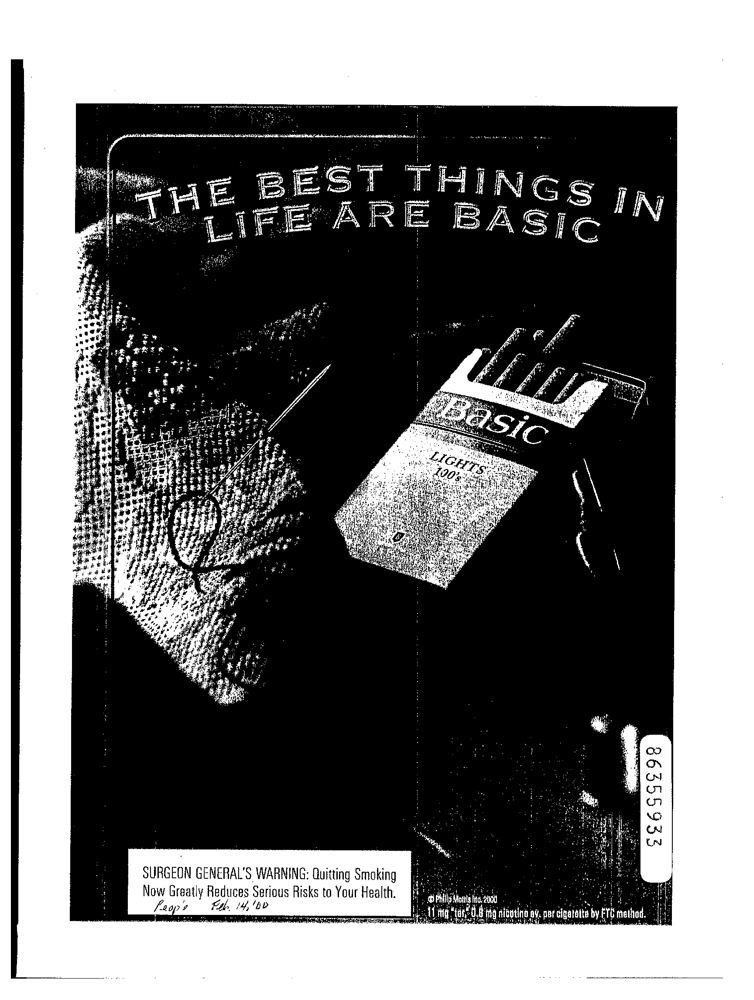 THE BEST THINGS IN
LIFE ARE BASIC
Basic
LIGHTS
100's
86355933
SURGEON GENERAL'S WARNING: Quitting Smoking
Now Greatly Reduces Serious Risks to Your Health.
Feb. 14, '00
© Philip Morris Inc. 2000
11 mg "tar," 0.8 mg nicotine av. per cigarette by FTC method.